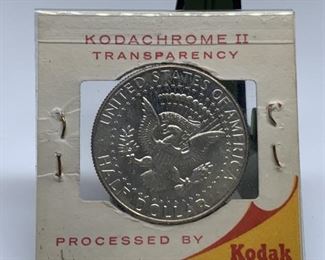 KODACHROME II
TRANSPARENCY
UNITED STATES OF AMERICA
HALF DOLLAR
PROCESSED BY
Kodak